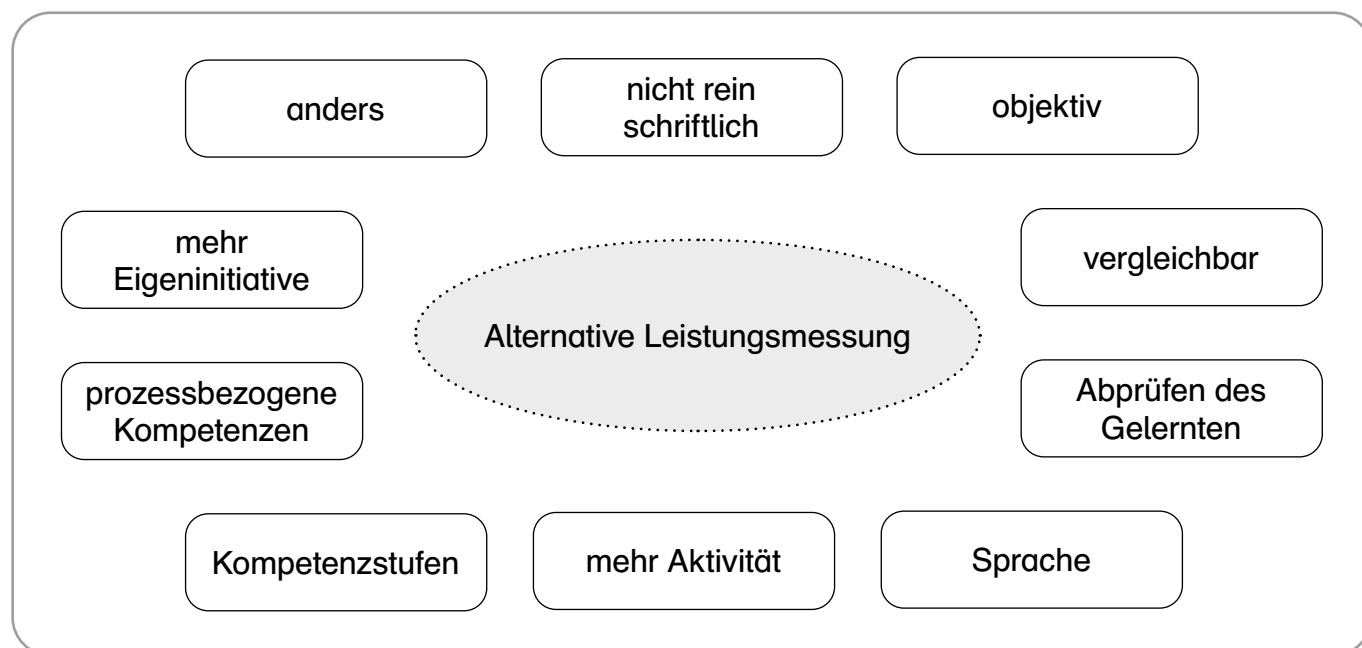 anders
nicht rein
schriftlich
objektiv
mehr
Eigeninitiative
vergleichbar
Alternative Leistungsmessung
prozessbezogene
Kompetenzen
Abprüfen des
Gelernten
Kompetenzstufen
mehr Aktivität
Sprache